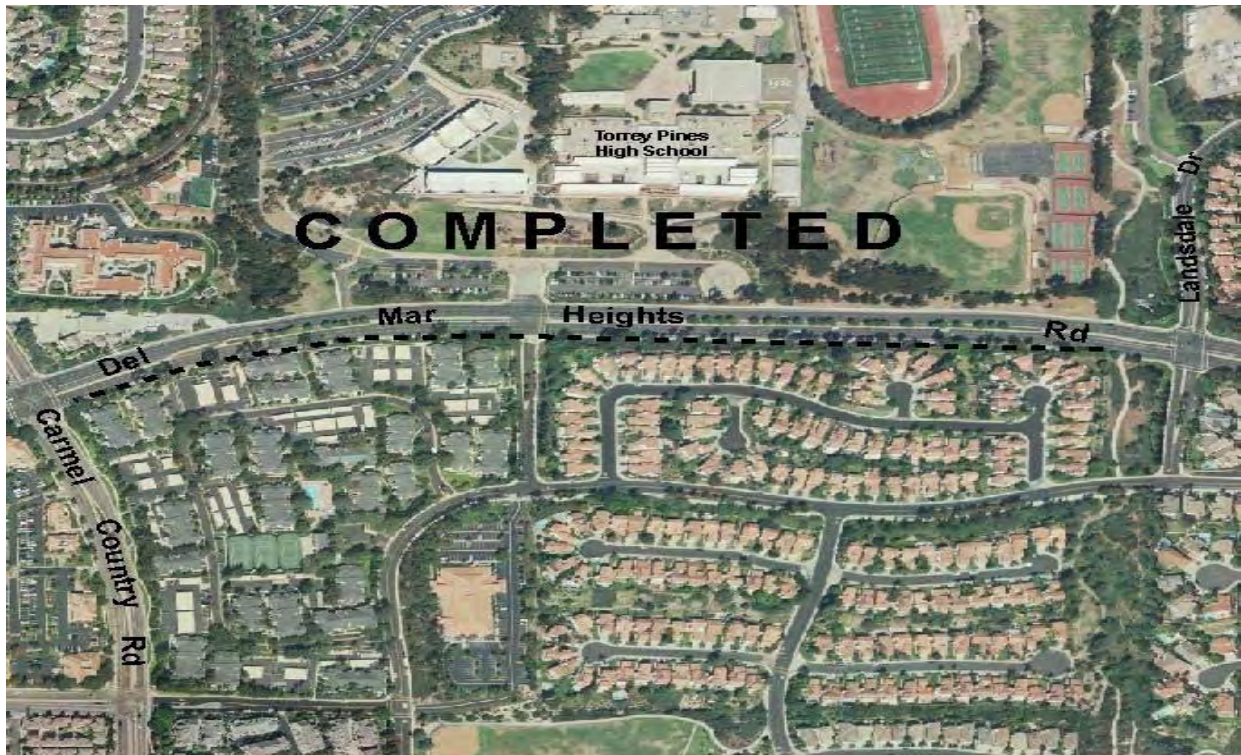 Torrey Pines
High School
COMPLETED
Landsdale Dr
Del Mar Heights Rd
Carmel Country Rd